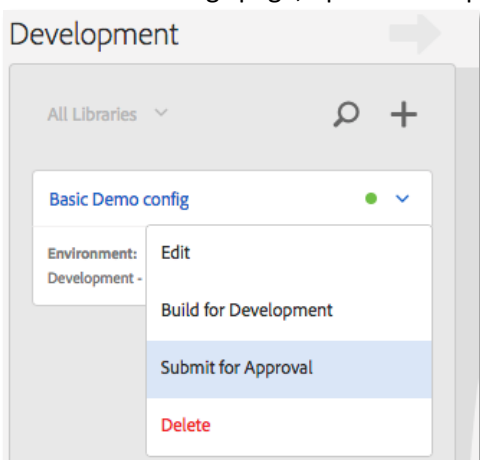 Development
All Libraries
Basic Demo config
Environment:
Development -
Edit
Build for Development
Submit for Approval
Delete